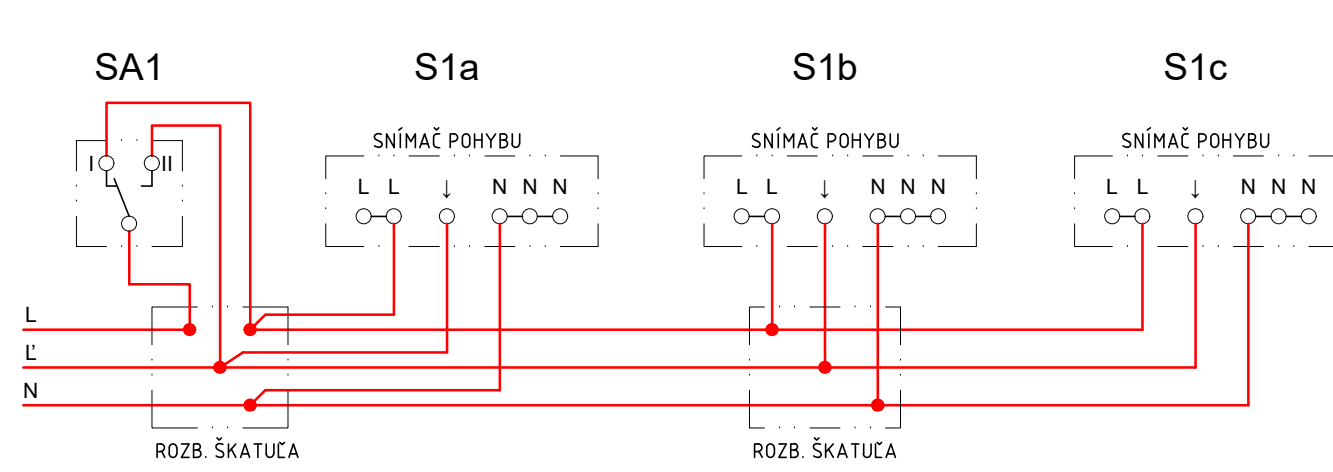 SA1 S1a S1b S1c
SNÍMAČ POHYBU SNÍMAČ POHYBU SNÍMAČ POHYBU
I II
L L ↓ N N N L L ↓ N N N L L ↓ N N N
L
Ľ
N
ROZB. ŠKATUĽA ROZB. ŠKATUĽA